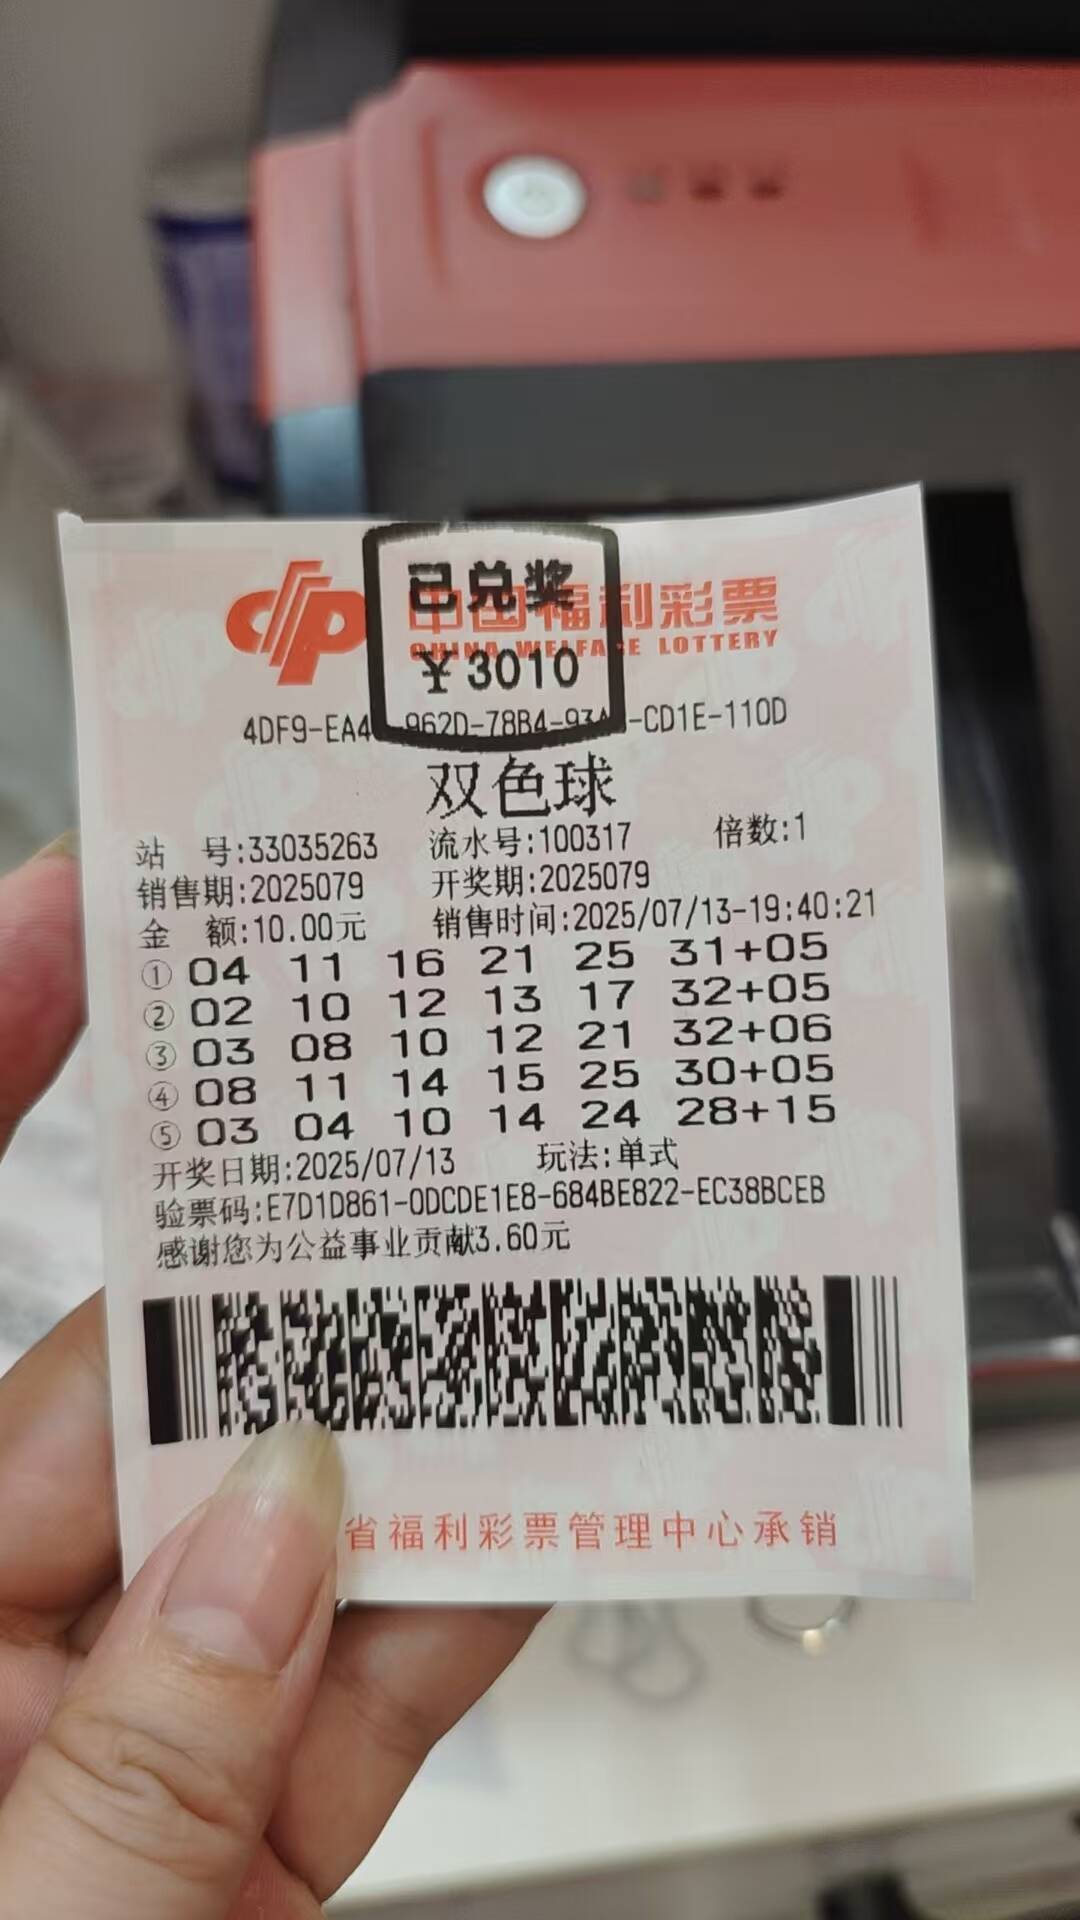 已兑奖
中国福利彩票
CHINA WELFARE LOTTERY
￥3010
4DF9-EA4 962D-78B4-93A -CD1E-110D
双色球
站 号:33035263 流水号:100317 倍数:1
销售期:2025079 开奖期:2025079
金 额:10.00元 销售时间:2025/07/13-19:40:21
① 04 11 16 21 25 31+05
② 02 10 12 13 17 32+05
③ 03 08 10 12 21 32+06
④ 08 11 14 15 25 30+05
⑤ 03 04 10 14 24 28+15
开奖日期:2025/07/13 玩法:单式
验票码:E7D1D861-0DCDE1E8-684BE822-EC38BCEB
感谢您为公益事业贡献3.60元
省福利彩票管理中心承销